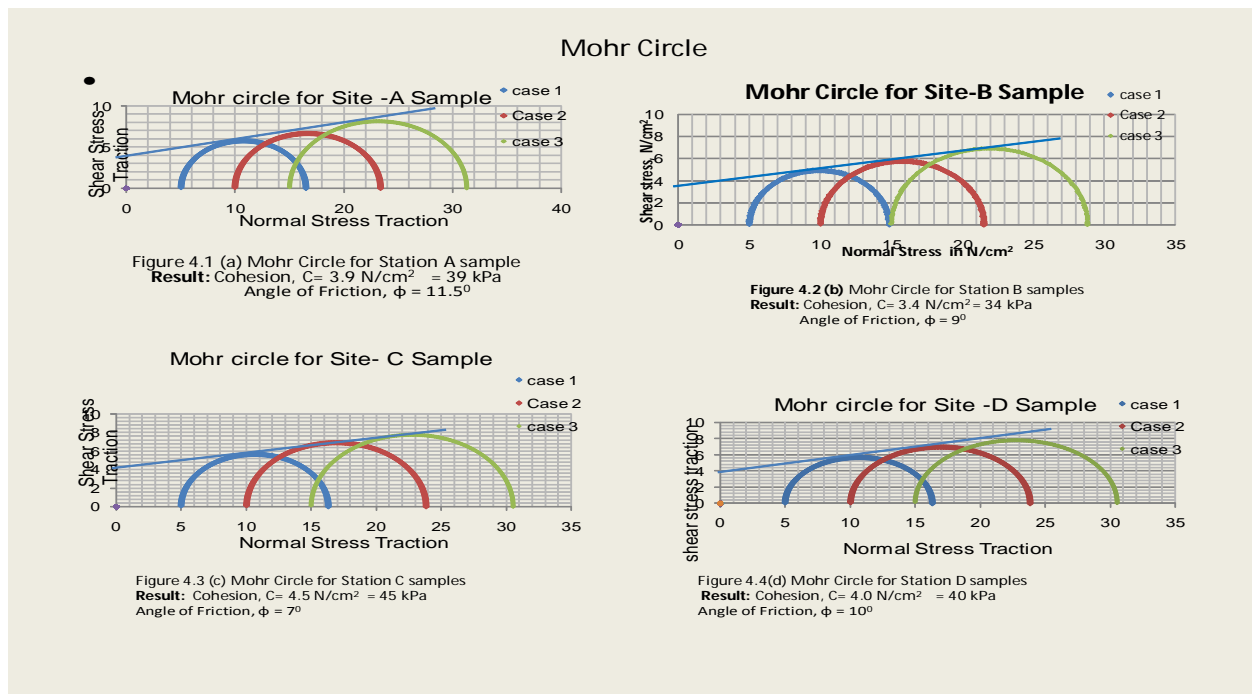 Mohr Circle
•
Mohr circle for Site -A Sample
case 1
Case 2
case 3
Shear Stress
Traction
10
5
0
0 10 20 30 40
Normal Stress Traction
Figure 4.1 (a) Mohr Circle for Station A sample
Result: Cohesion, C= 3.9 N/cm² = 39 kPa
Angle of Friction, ϕ = 11.5⁰
Mohr Circle for Site-B Sample
case 1
Case 2
case 3
Shear stress, N/cm²
10
8
6
4
2
0
0 5 10 15 20 25 30 35
Normal Stress in N/cm²
Figure 4.2 (b) Mohr Circle for Station B samples
Result: Cohesion, C= 3.4 N/cm² = 34 kPa
Angle of Friction, ϕ = 9⁰
Mohr circle for Site- C Sample
case 1
Case 2
case 3
Shear Stress
Traction
10
8
6
4
2
0
0 5 10 15 20 25 30 35
Normal Stress Traction
Figure 4.3 (c) Mohr Circle for Station C samples
Result: Cohesion, C= 4.5 N/cm² = 45 kPa
Angle of Friction, ϕ = 7⁰
Mohr circle for Site -D Sample
case 1
Case 2
case 3
shear stress traction
10
8
6
4
2
0
0 5 10 15 20 25 30 35
Normal Stress Traction
Figure 4.4(d) Mohr Circle for Station D samples
Result: Cohesion, C= 4.0 N/cm² = 40 kPa
Angle of Friction, ϕ = 10⁰